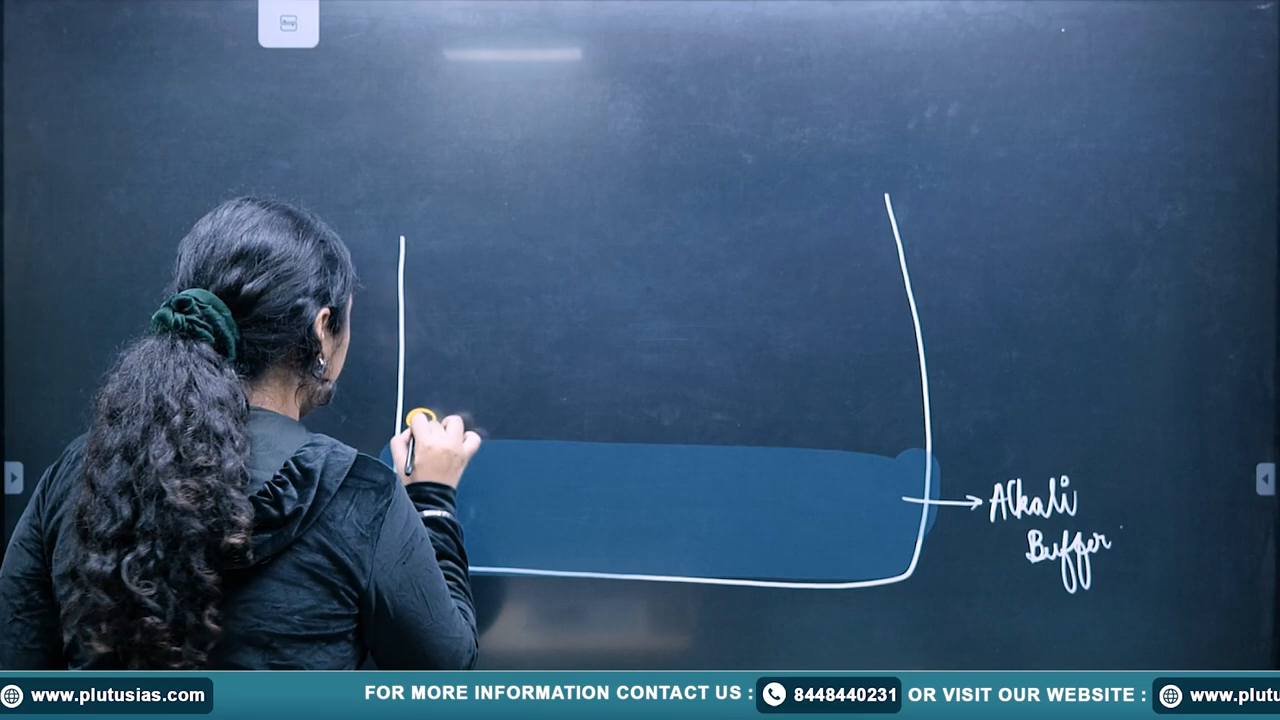 Alkali
Buffer
www.plutusias.com
FOR MORE INFORMATION CONTACT US :
8448440231
OR VISIT OUR WEBSITE :
www.plutu